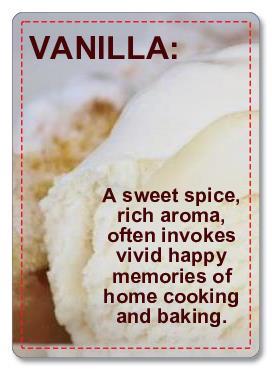 VANILLA:
A sweet spice,
rich aroma,
often invokes
vivid happy
memories of
home cooking
and baking.